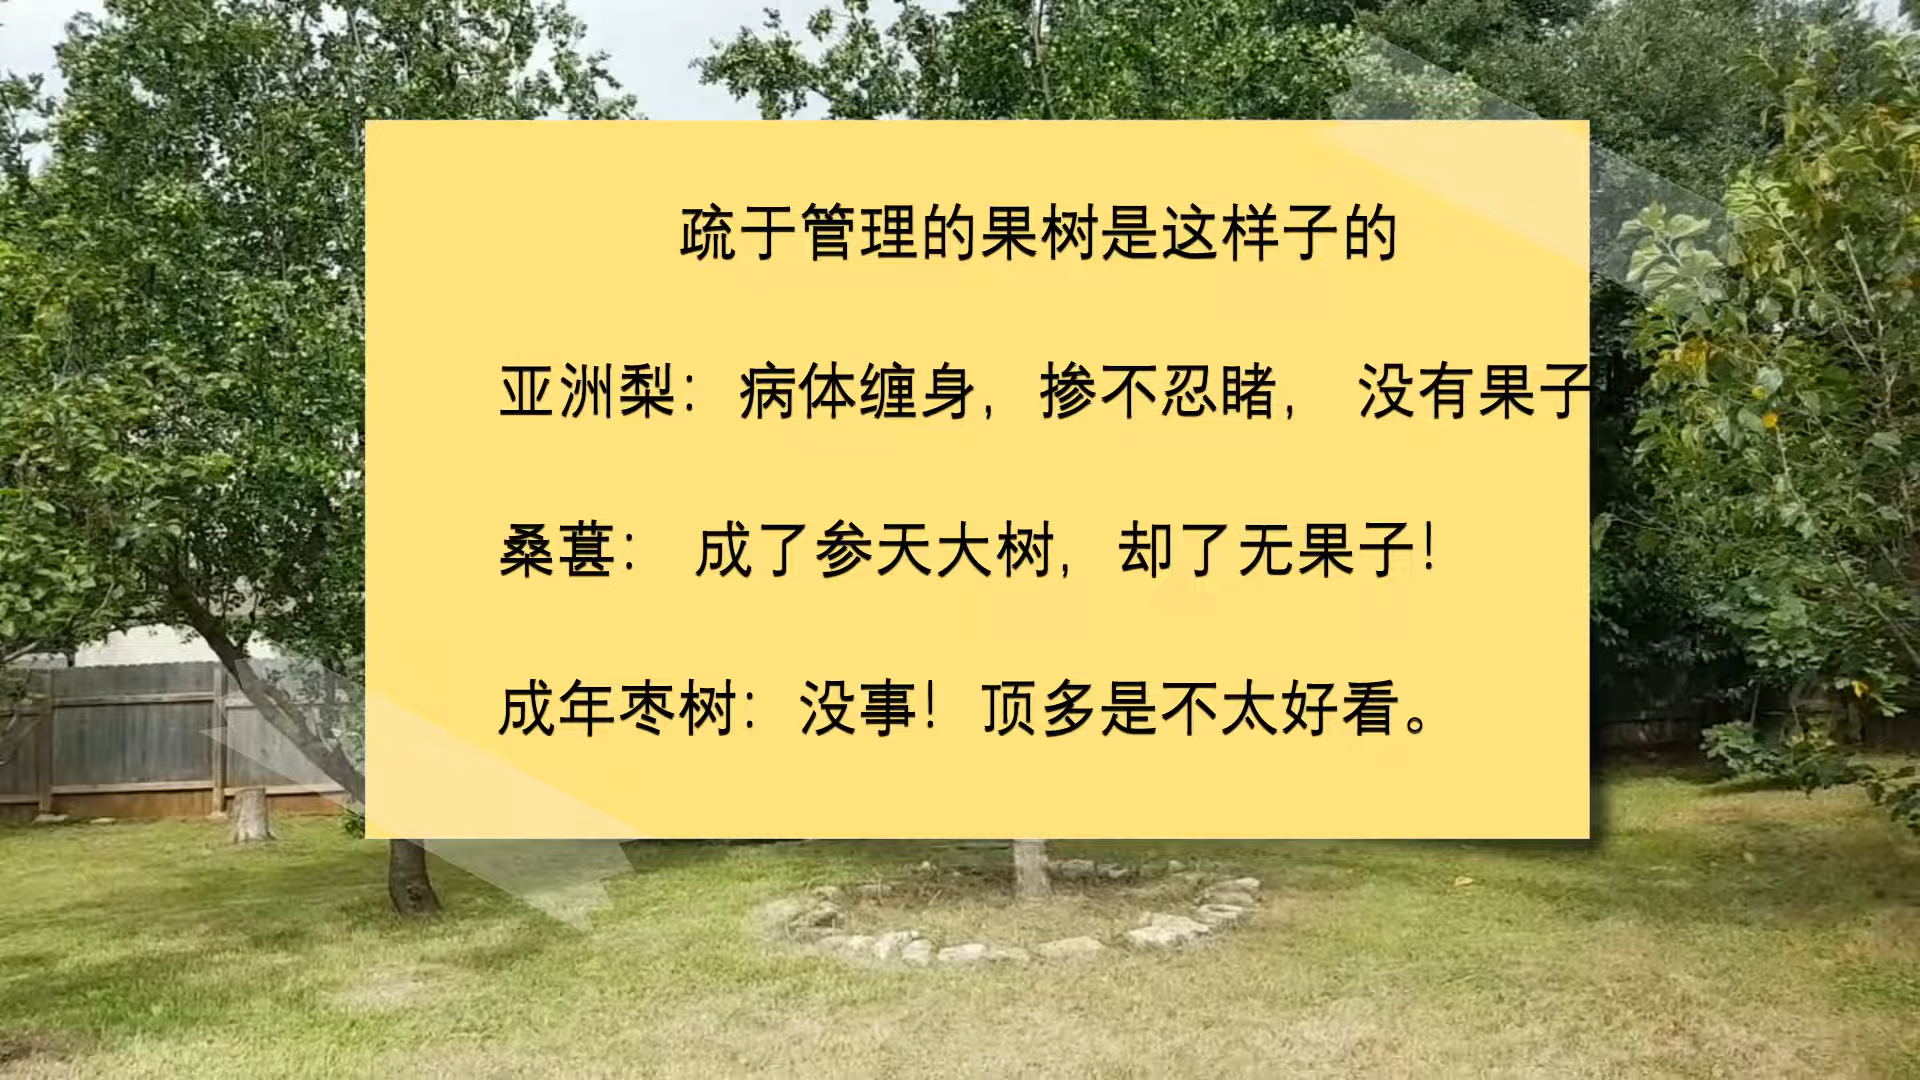 疏于管理的果树是这样子的
亚洲梨：病体缠身，掺不忍睹， 没有果子
桑葚： 成了参天大树，却了无果子！
成年枣树：没事！顶多是不太好看。